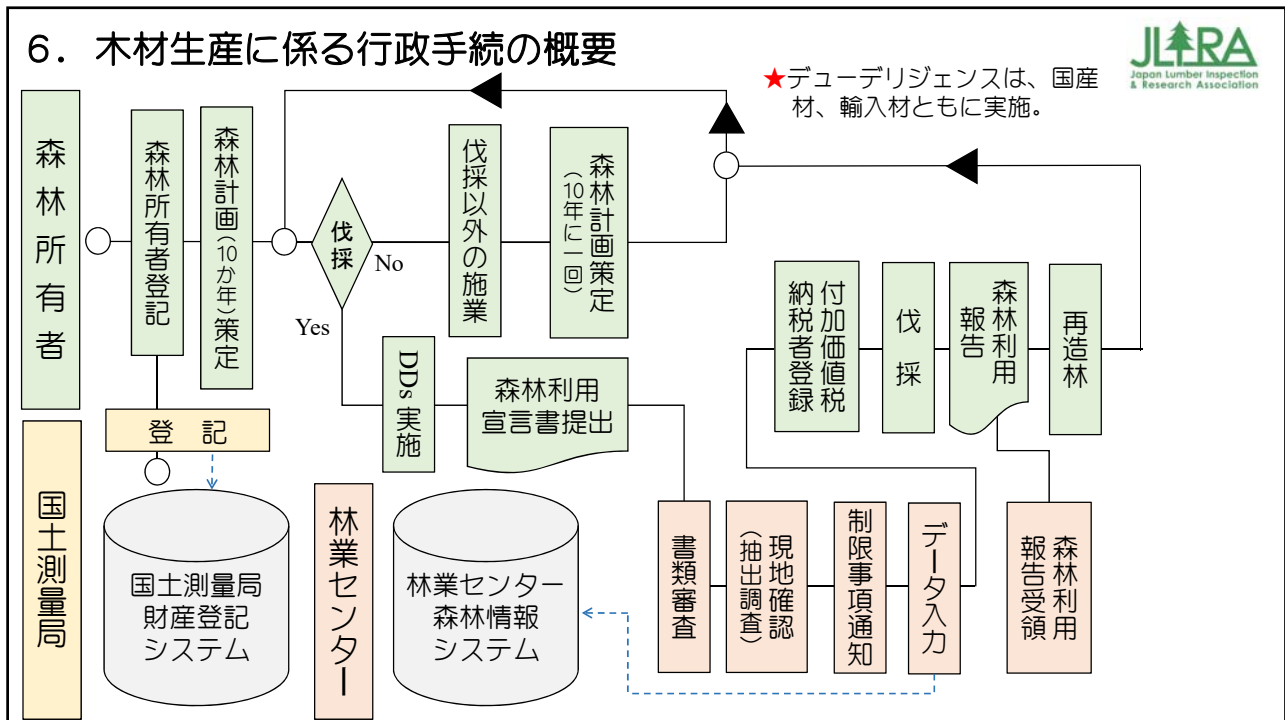 6．木材生産に係る行政手続の概要
JLIRA
Japan Lumber Inspection
& Research Association
★デューデリジェンスは、国産
材、輸入材ともに実施。
森林所有者
森林所有者登記
森林計画(10か年)策定
伐採
No
Yes
伐採以外の施業
森林計画策定
(10年に一回)
DDs実施
森林利用
宣言書提出
付加価値税
納税者登録
伐採
森林利用
報告
再造林
登記
国土測量局
国土測量局
財産登記
システム
林業センター
林業センター
森林情報
システム
書類審査
現地確認
(抽出調査)
制限事項通知
データ入力
森林利用
報告受領